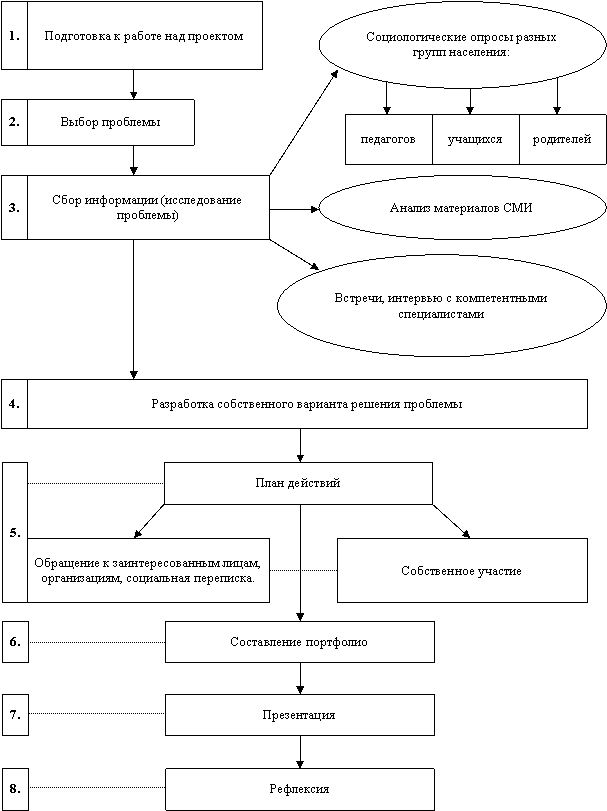 1.
Подготовка к работе над проектом
Социологические опросы разных
групп населения:
2.
Выбор проблемы
педагогов
учащихся
родителей
3.
Сбор информации (исследование
проблемы)
Анализ материалов СМИ
Встречи, интервью с компетентными
специалистами
4.
Разработка собственного варианта решения проблемы
5.
План действий
Обращение к заинтересованным лицам,
организациям, социальная переписка.
Собственное участие
6.
Составление портфолио
7.
Презентация
8.
Рефлексия